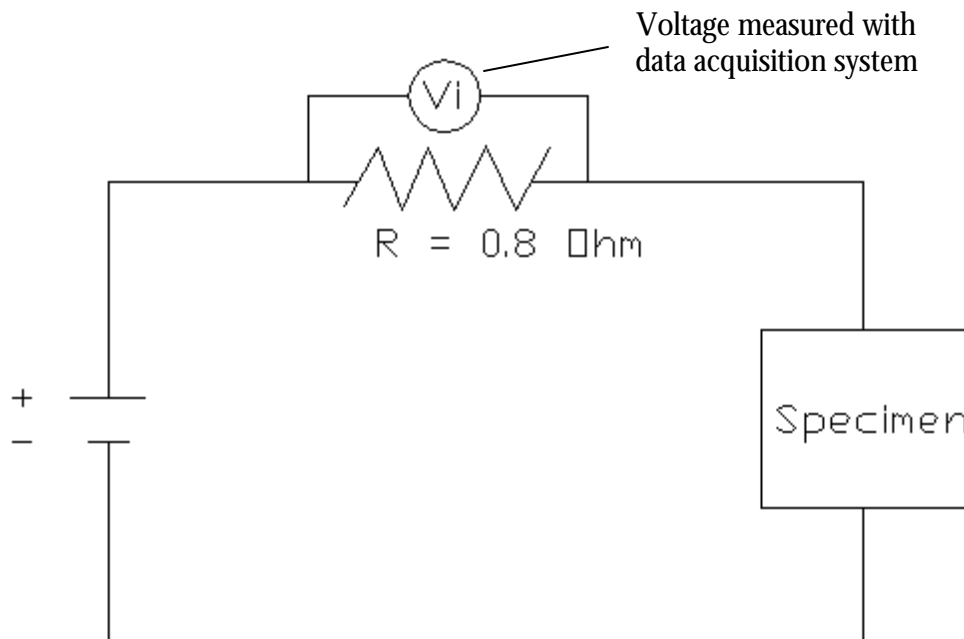 Voltage measured with
data acquisition system
Vi
R = 0.8 Ohm
+
-
Specimen